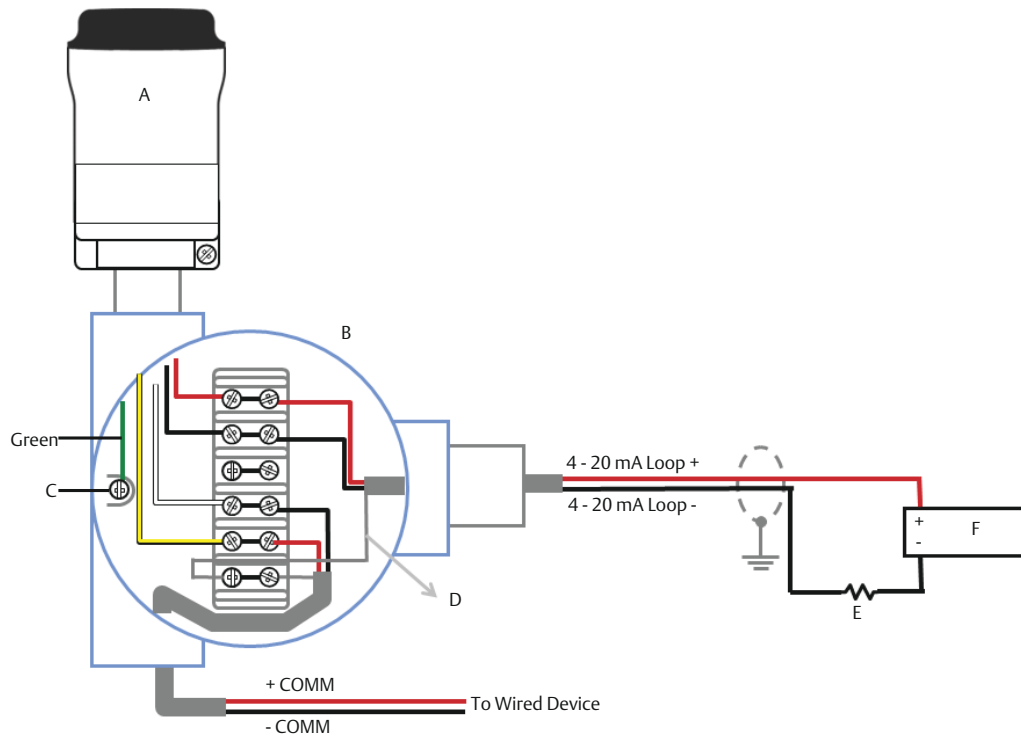 A
B
Green
C
4 - 20 mA Loop +
4 - 20 mA Loop -
+
-
F
D
E
+ COMM
To Wired Device
- COMM